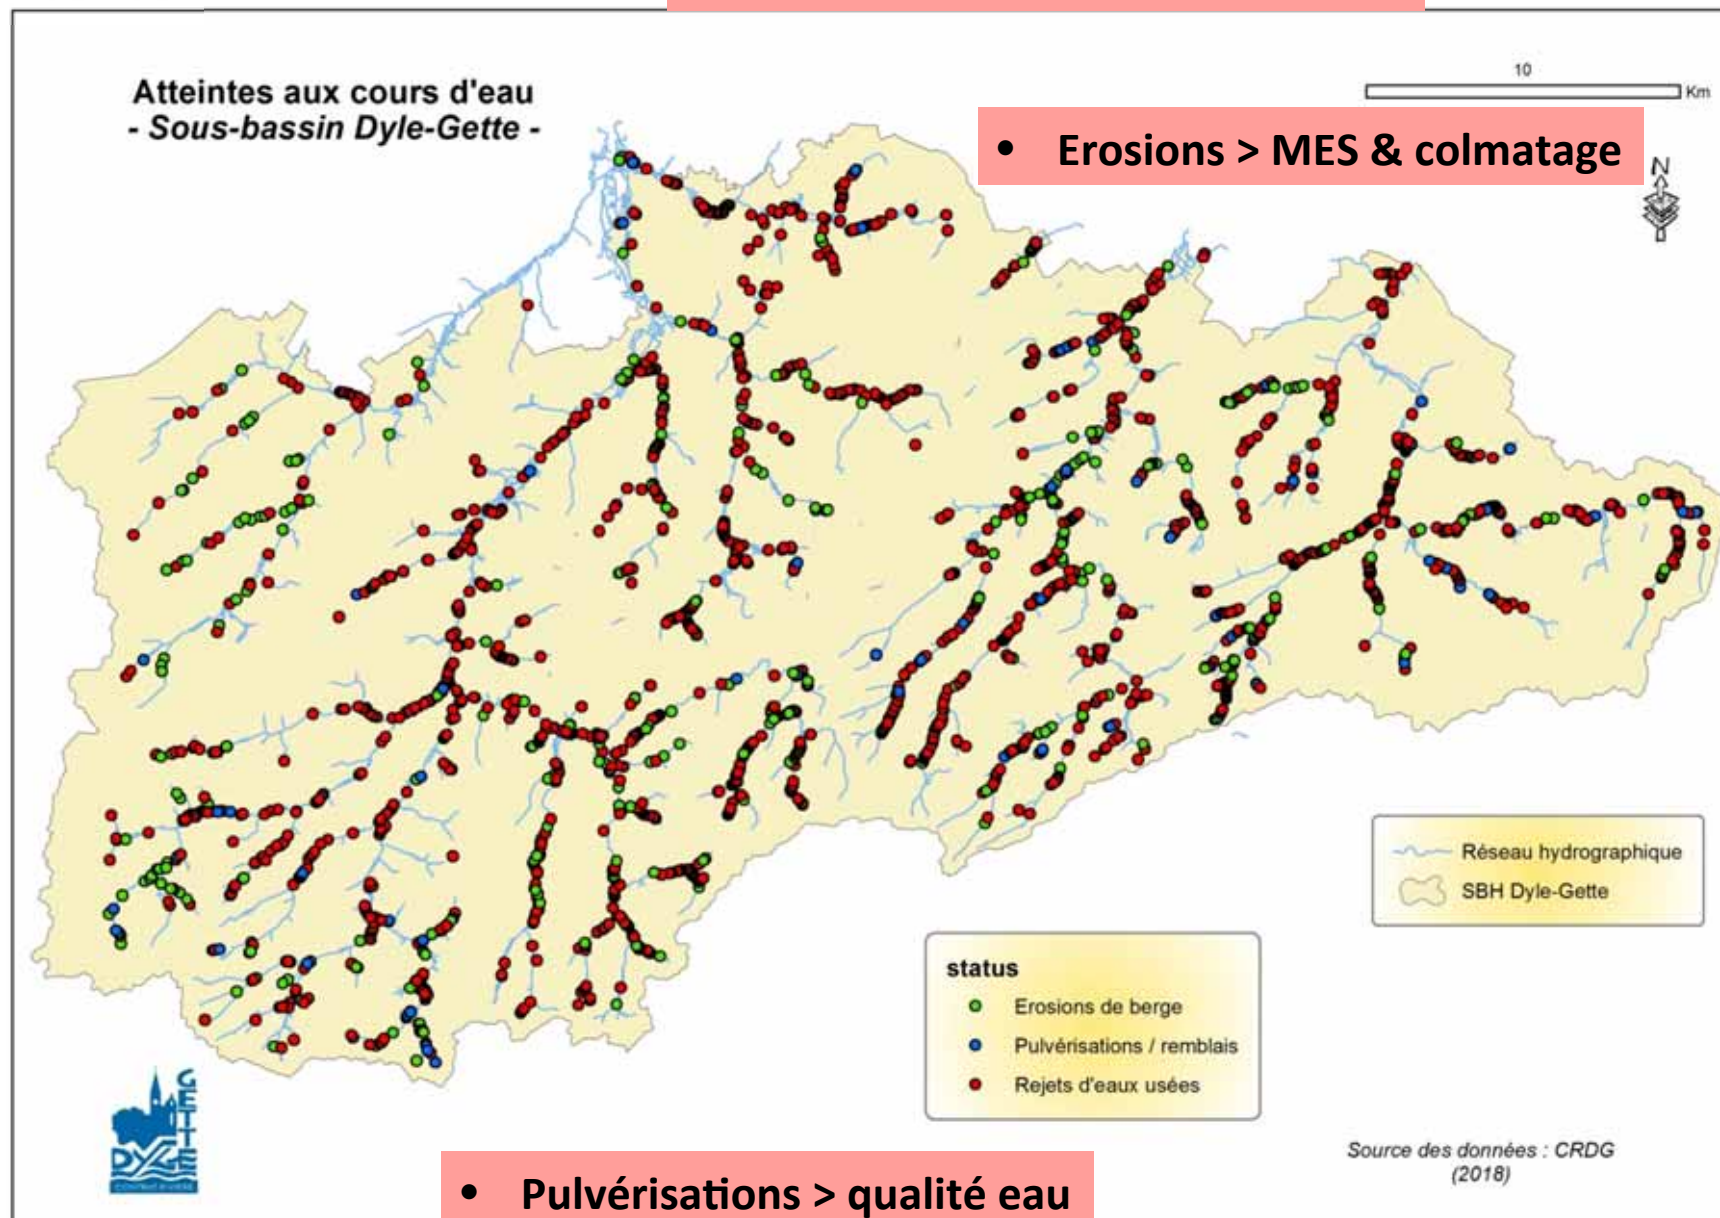 Atteintes aux cours d'eau
- Sous-bassin Dyle-Gette -
10
Km
• Erosions > MES & colmatage
N
Réseau hydrographique
SBH Dyle-Gette
status
Erosions de berge
Pulvérisations / remblais
Rejets d'eaux usées
GETTE
DYLE
Source des données : CRDG
(2018)
• Pulvérisations > qualité eau